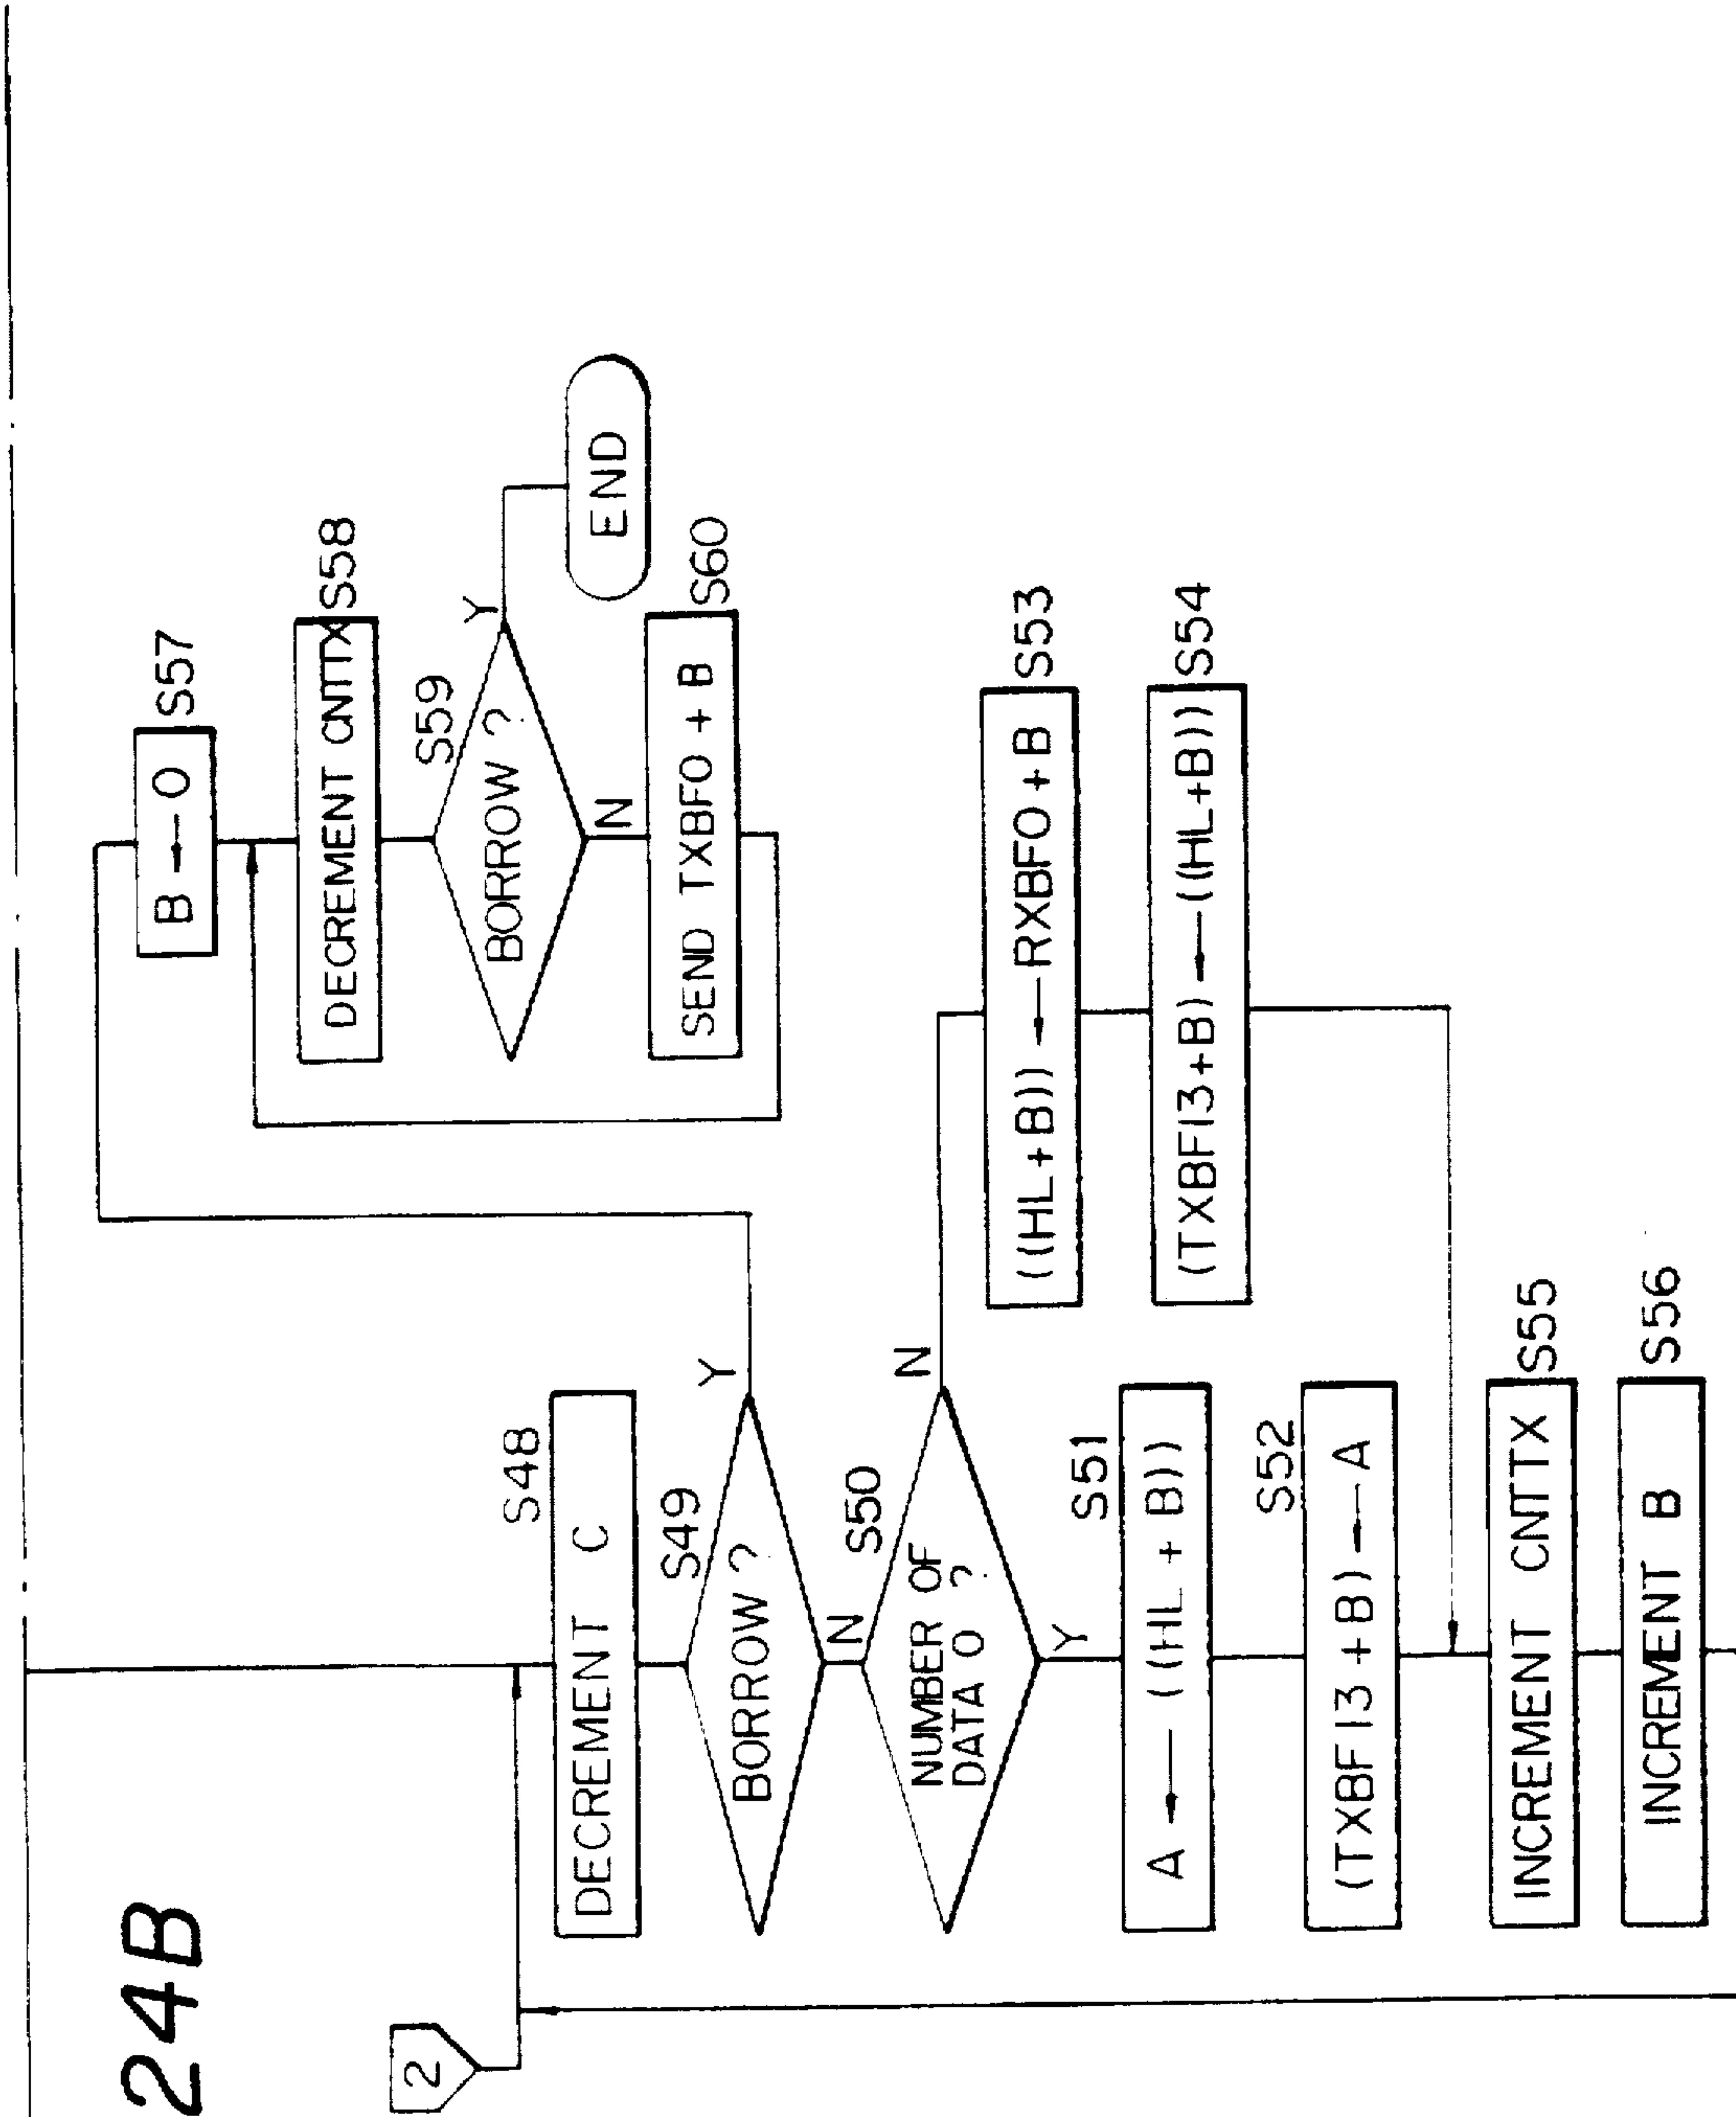 24B
2
S48
DECREMENT C
S49
BORROW ?
Y
N
S50
NUMBER OF
DATA 0 ?
N
Y
S51
A ← ((HL + B))
S52
(TXBF13+B) ← A
S53
((HL+B)) ← RXBF0+B
S54
(TXBF13+B) ← ((HL+B))
S55
INCREMENT CNTTX
S56
INCREMENT B
S57
B ← 0
S58
DECREMENT CNTTX
S59
BORROW ?
Y
N
END
S60
SEND TXBF0 + B